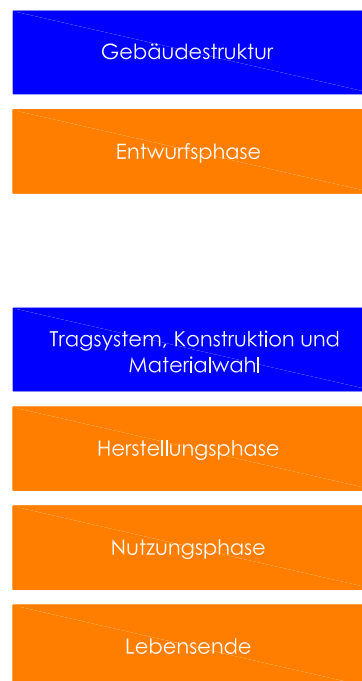 Gebäudestruktur
Entwurfsphase
Tragsystem, Konstruktion und
Materialwahl
Herstellungsphase
Nutzungsphase
Lebensende